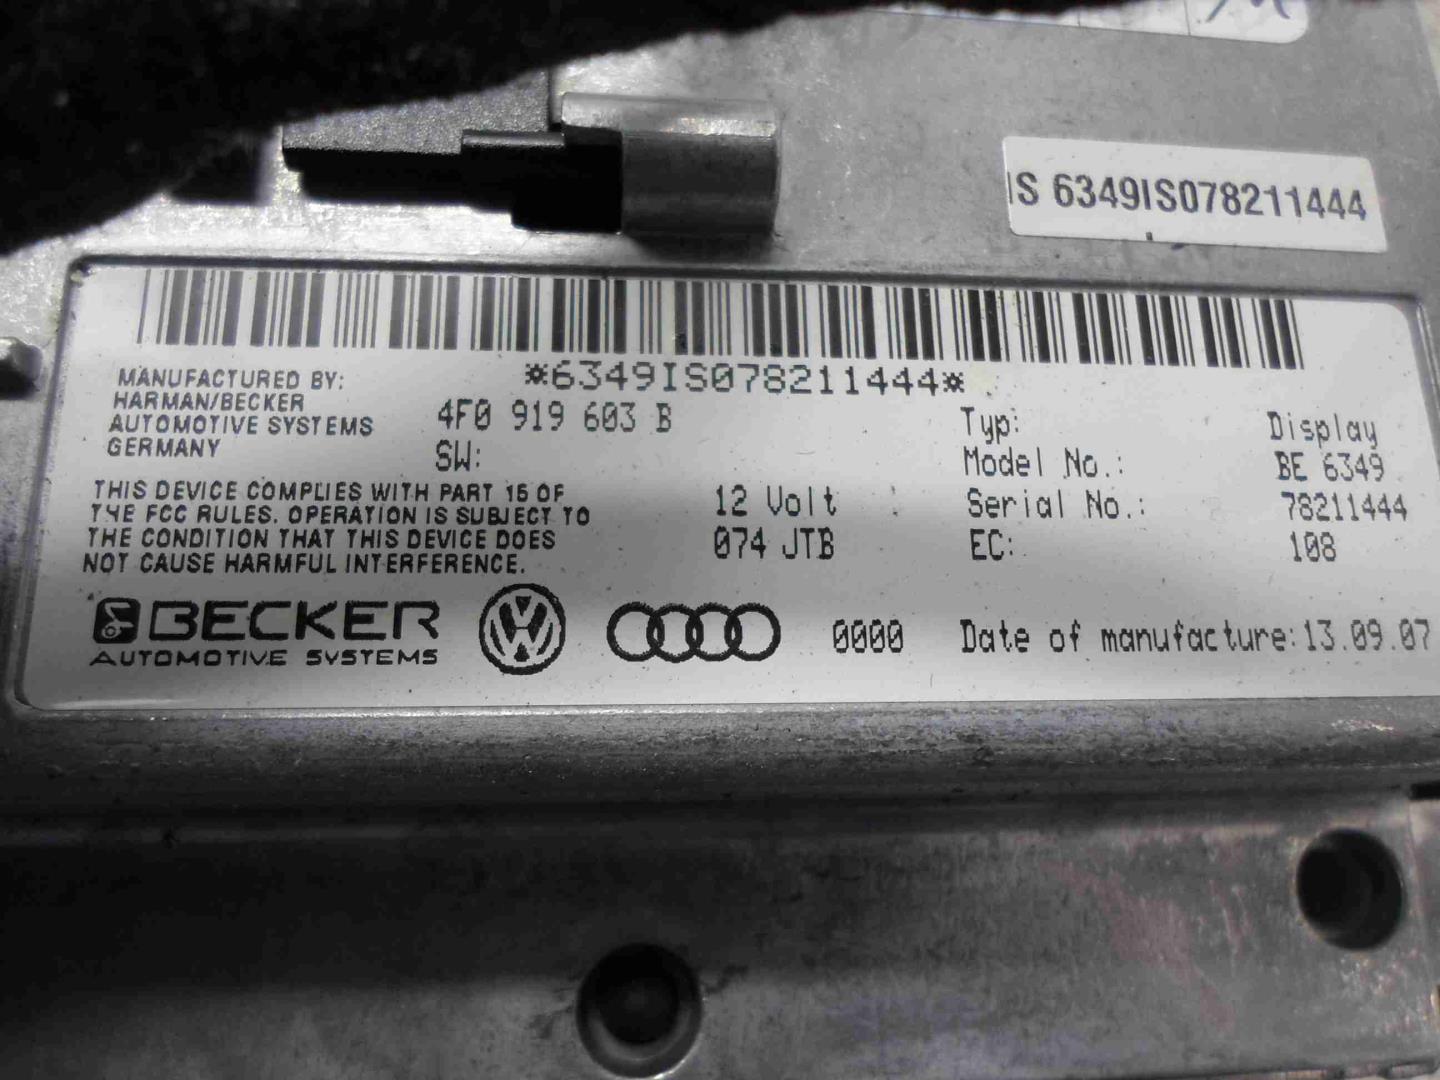 IS 6349IS078211444
*6349IS078211444*
MANUFACTURED BY:
HARMAN/BECKER
AUTOMOTIVE SYSTEMS
GERMANY
4F0 919 603 B
SW:
THIS DEVICE COMPLIES WITH PART 15 OF
THE FCC RULES. OPERATION IS SUBJECT TO
THE CONDITION THAT THIS DEVICE DOES
NOT CAUSE HARMFUL INTERFERENCE.
12 Volt
074 JTB
Typ: Display
Model No.: BE 6349
Serial No.: 78211444
EC: 108
BECKER
AUTOMOTIVE SYSTEMS
0000
Date of manufacture:13.09.07